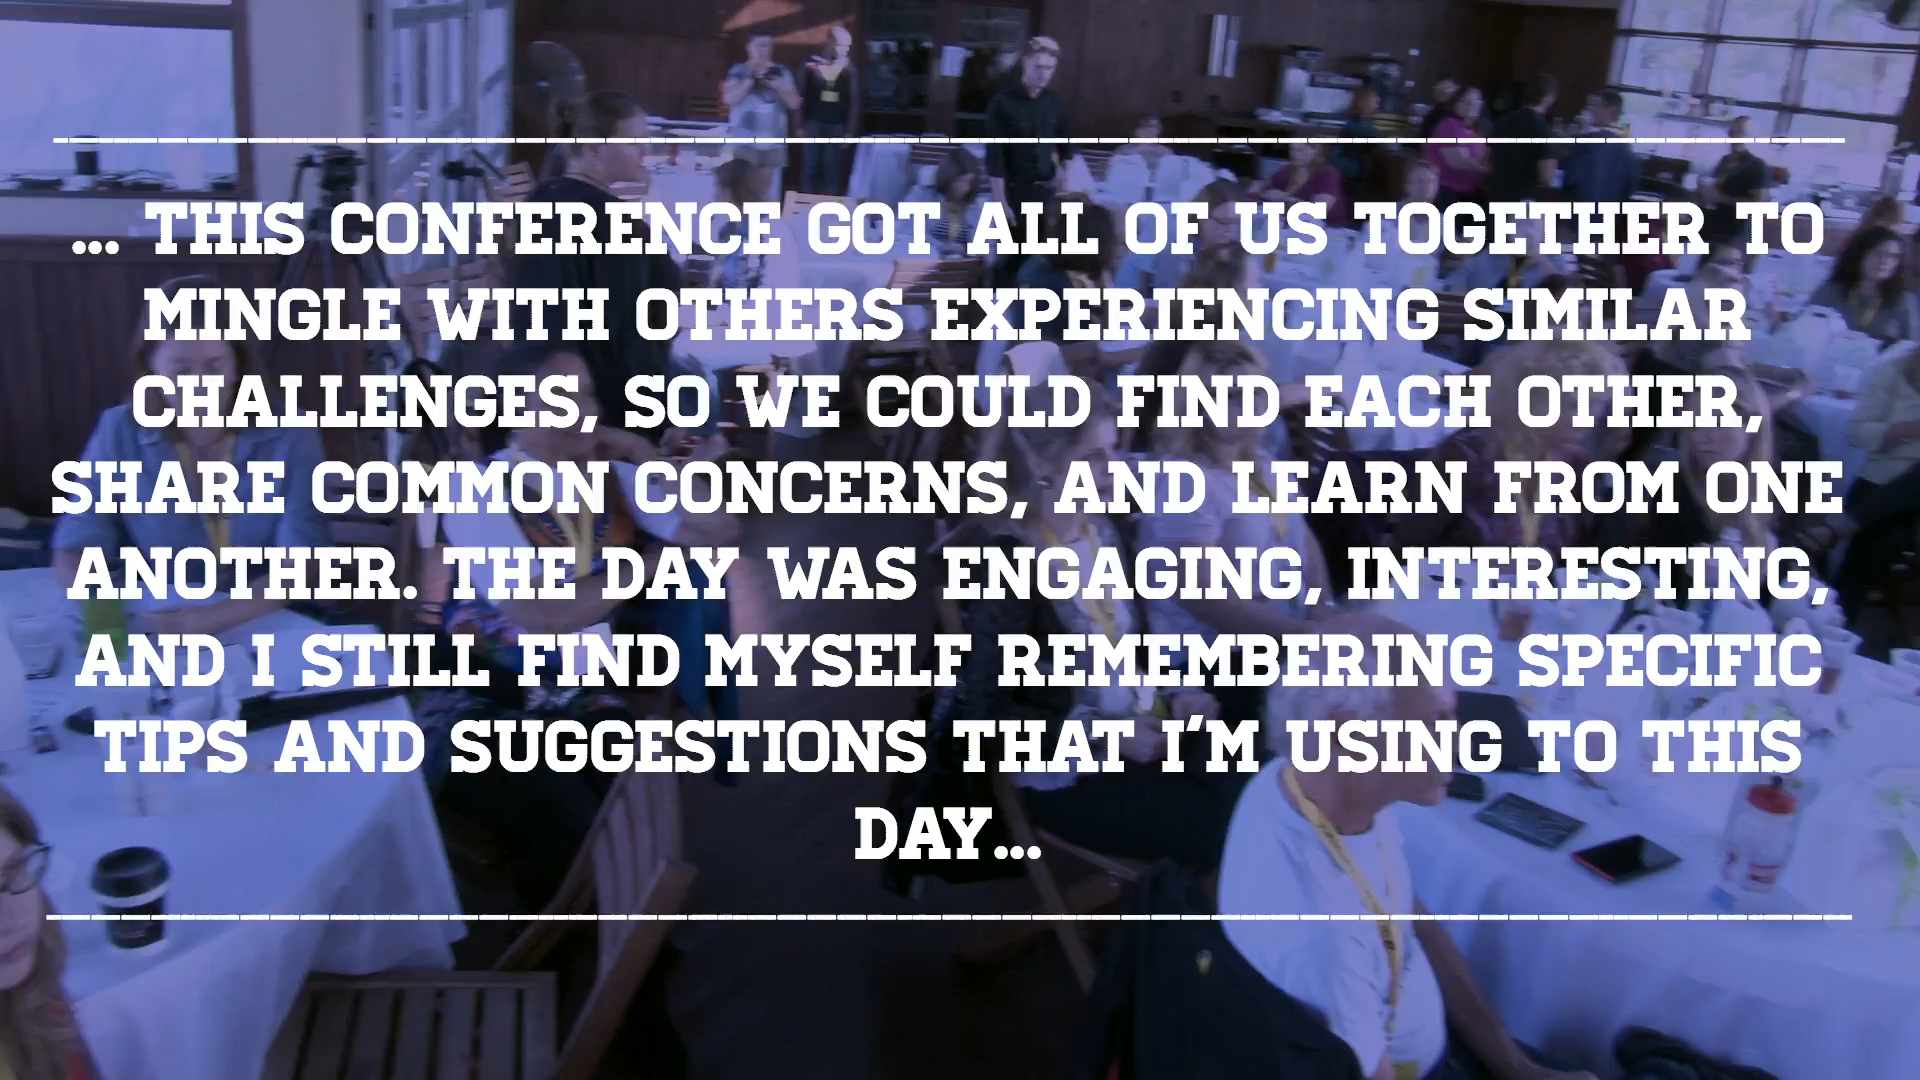 ... THIS CONFERENCE GOT ALL OF US TOGETHER TO
MINGLE WITH OTHERS EXPERIENCING SIMILAR
CHALLENGES, SO WE COULD FIND EACH OTHER,
SHARE COMMON CONCERNS, AND LEARN FROM ONE
ANOTHER. THE DAY WAS ENGAGING, INTERESTING,
AND I STILL FIND MYSELF REMEMBERING SPECIFIC
TIPS AND SUGGESTIONS THAT I'M USING TO THIS
DAY...